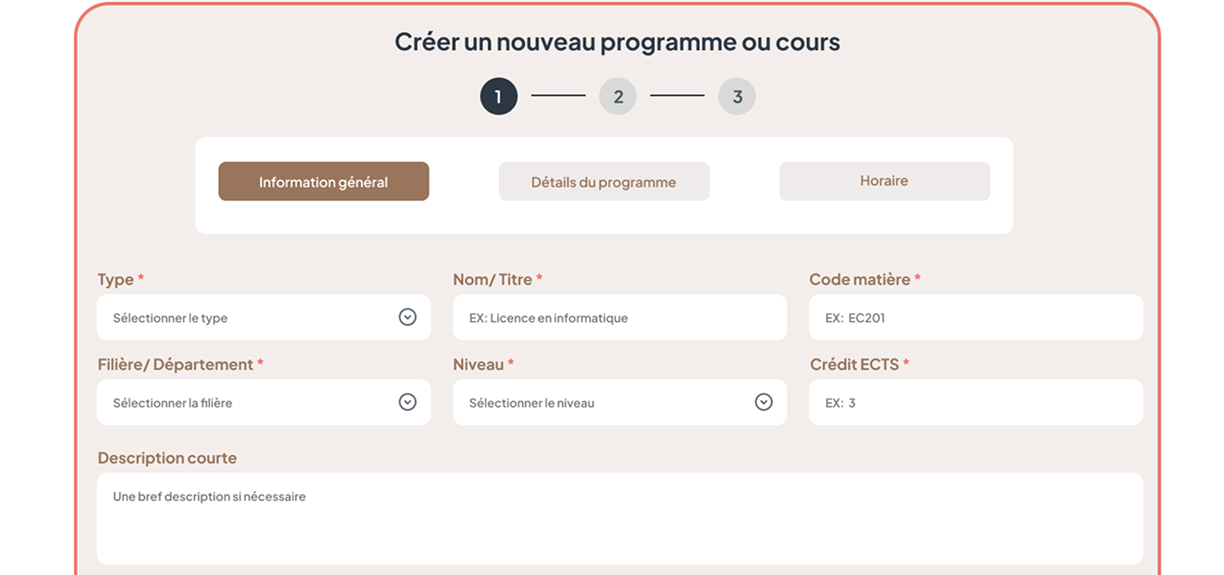 Créer un nouveau programme ou cours
1 2 3
Information général Détails du programme Horaire
Type * Nom/ Titre * Code matière *
Sélectionner le type EX: Licence en informatique EX: EC201
Filière/ Département * Niveau * Crédit ECTS *
Sélectionner la filière Sélectionner le niveau EX: 3
Description courte
Une bref description si nécessaire